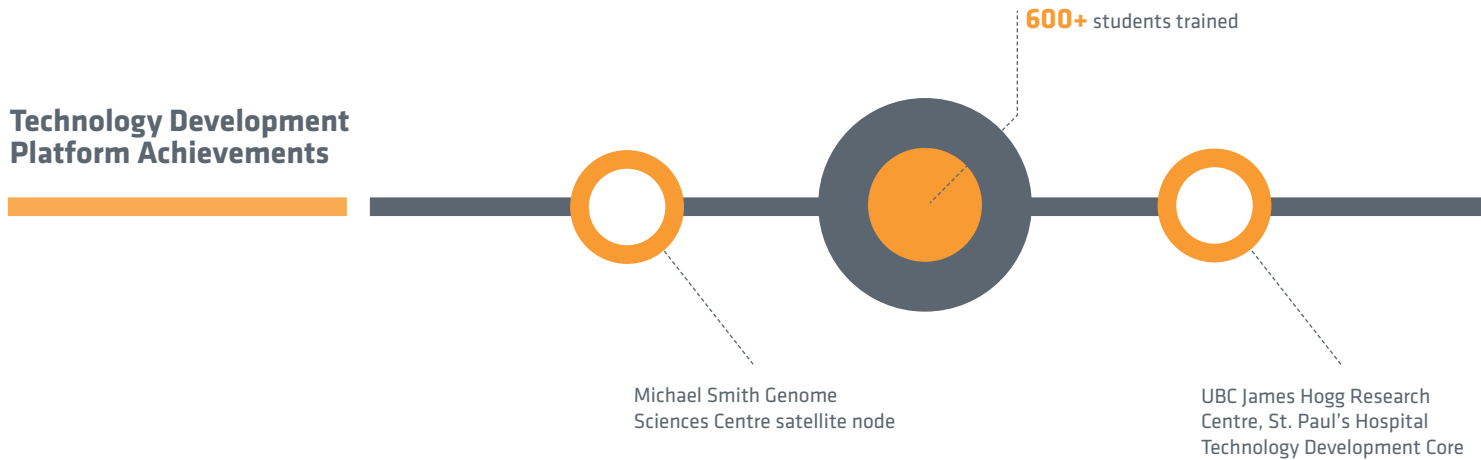 600+ students trained
Technology Development
Platform Achievements
Michael Smith Genome
Sciences Centre satellite node
UBC James Hogg Research
Centre, St. Paul's Hospital
Technology Development Core